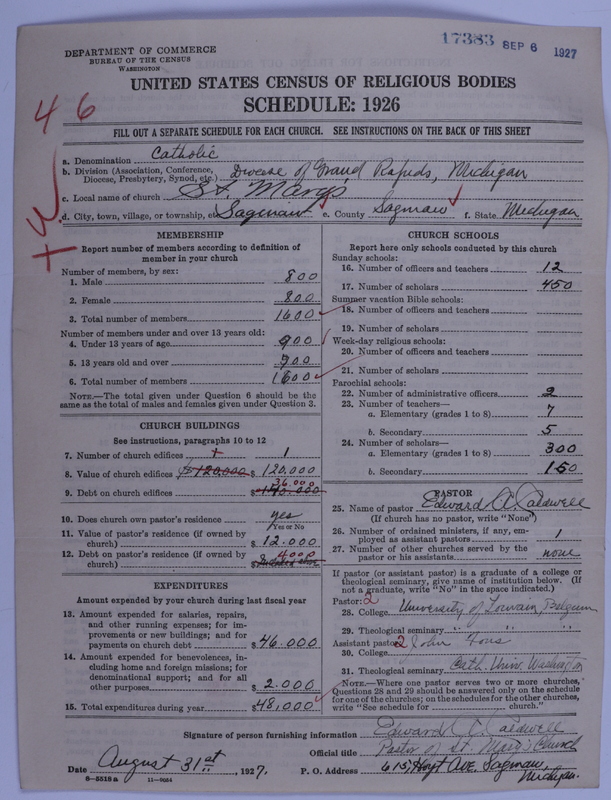 17383 SEP 6 1927
DEPARTMENT OF COMMERCE
BUREAU OF THE CENSUS
WASHINGTON
UNITED STATES CENSUS OF RELIGIOUS BODIES
SCHEDULE: 1926
46
FILL OUT A SEPARATE SCHEDULE FOR EACH CHURCH. SEE INSTRUCTIONS ON THE BACK OF THIS SHEET
a. Denomination Catholic
b. Division (Association, Conference, Diocese, Presbytery, Synod, etc.) Diocese of Grand Rapids, Michigan
c. Local name of church St. Mary's
d. City, town, village, or township, etc. Saginaw e. County Saginaw f. State Michigan
MEMBERSHIP
Report number of members according to definition of
member in your church
Number of members, by sex:
1. Male 800
2. Female 800
3. Total number of members 1600
Number of members under and over 13 years old:
4. Under 13 years of age 900
5. 13 years old and over 900
6. Total number of members 1600
NOTE.—The total given under Question 6 should be
same as the total of males and females given under Question 3.
CHURCH BUILDINGS
See instructions, paragraphs 10 to 12
7. Number of church edifices 1
8. Value of church edifices $120,000 $ 120,000
9. Debt on church edifices $ 36,000
10. Does church own pastor's residence yes
Yes or No
11. Value of pastor's residence (if owned by
church) $ 12.000
12. Debt on pastor's residence (if owned by
church) $ 4000
EXPENDITURES
Amount expended by church during last fiscal year
13. Amount expended for salaries, repairs,
and other running expenses; for im-
provements or new buildings; and for
payments on church debt $46.000
14. Amount expended for benevolences, in-
cluding home and foreign missions; for
denominational support; and for all
other purposes $ 2.000
15. Total expenditures during year $48,000
CHURCH SCHOOLS
Report here only schools conducted by this church
Sunday schools:
16. Number of officers and teachers 12
17. Number of scholars 450
Summer vacation Bible schools:
18. Number of officers and teachers
19. Number of scholars
Week-day religious schools:
20. Number of officers and teachers
21. Number of scholars
Parochial schools:
22. Number of administrative officers 2
23. Number of teachers—
a. Elementary (grades 1 to 8) 7
b. Secondary 5
24. Number of scholars—
a. Elementary (grades 1 to 8) 300
b. Secondary 150
PASTOR
25. Name of pastor Edward A. Caldwell
(If church has no pastor, write "None")
26. Number of ordained ministers, if any, em-
ployed as assistant pastors 1
27. Number of other churches served by the
pastor or his assistants none
If pastor (or assistant pastor) is a graduate of a college or
theological seminary, give name of institution below. (If
not a graduate, write "No" in the space indicated.)
Pastor: 2
28. College University of Louvain, Belgium
29. Theological seminary " " "
Assistant pastor: 2 John
30. College
31. Theological seminary Cath. Univ. Washington
NOTE.—Where one pastor serves two or more churches,
Questions 28 and 29 should be answered only on the schedule
for one of the churches; on the schedules for the other churches,
write "See schedule for church."
Signature of person furnishing information Edward A. Caldwell
Official title Pastor of St. Mary's Church
Date August 31st, 1927. P. O. Address 615, Hoyt Ave, Saginaw, Michigan.
8-5518a 11-9084